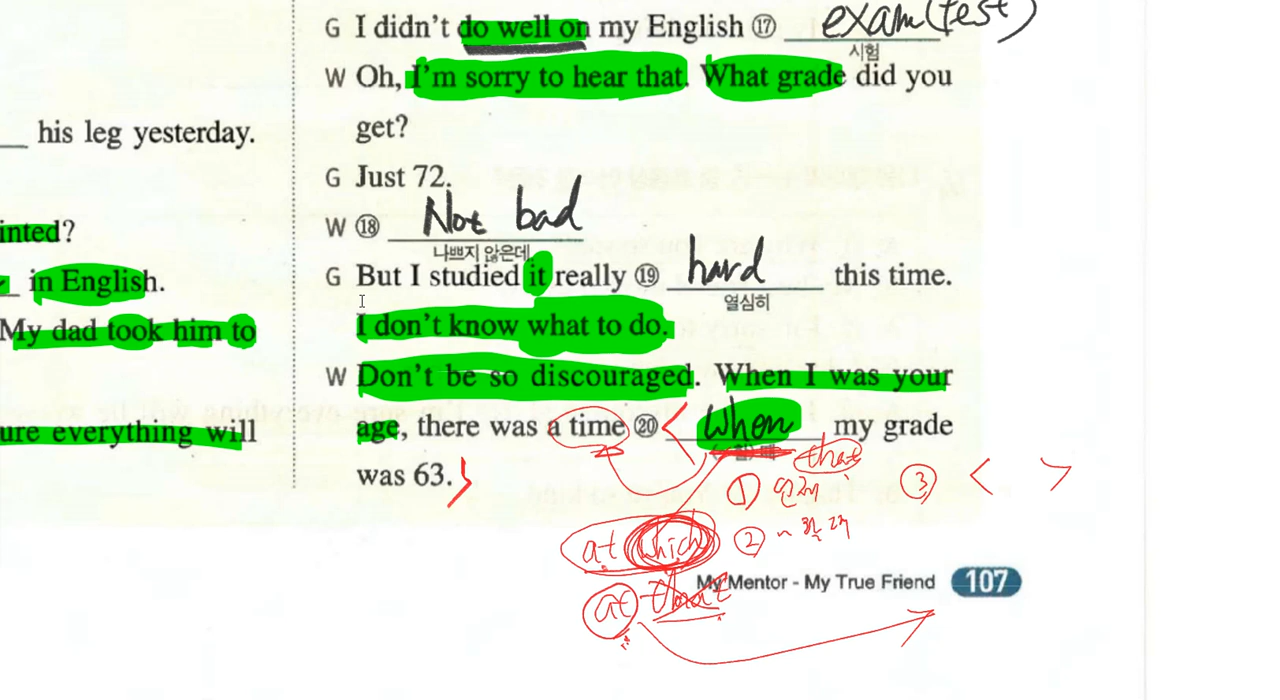 G I didn't do well on my English ⑰ exam(test)
시험
W Oh, I'm sorry to hear that. What grade did you
his leg yesterday. get?
G Just 72.
inted? W ⑱ Not bad
나쁘지 않은데
in English. G But I studied it really ⑲ hard this time.
열심히
My dad took him to I don't know what to do.
W Don't be so discouraged. When I was your
ure everything will age, there was a time ⑳ < when my grade
that
was 63. >
① 언제 ③ < >
at which ② ~할 때
at that
My Mentor - My True Friend 107